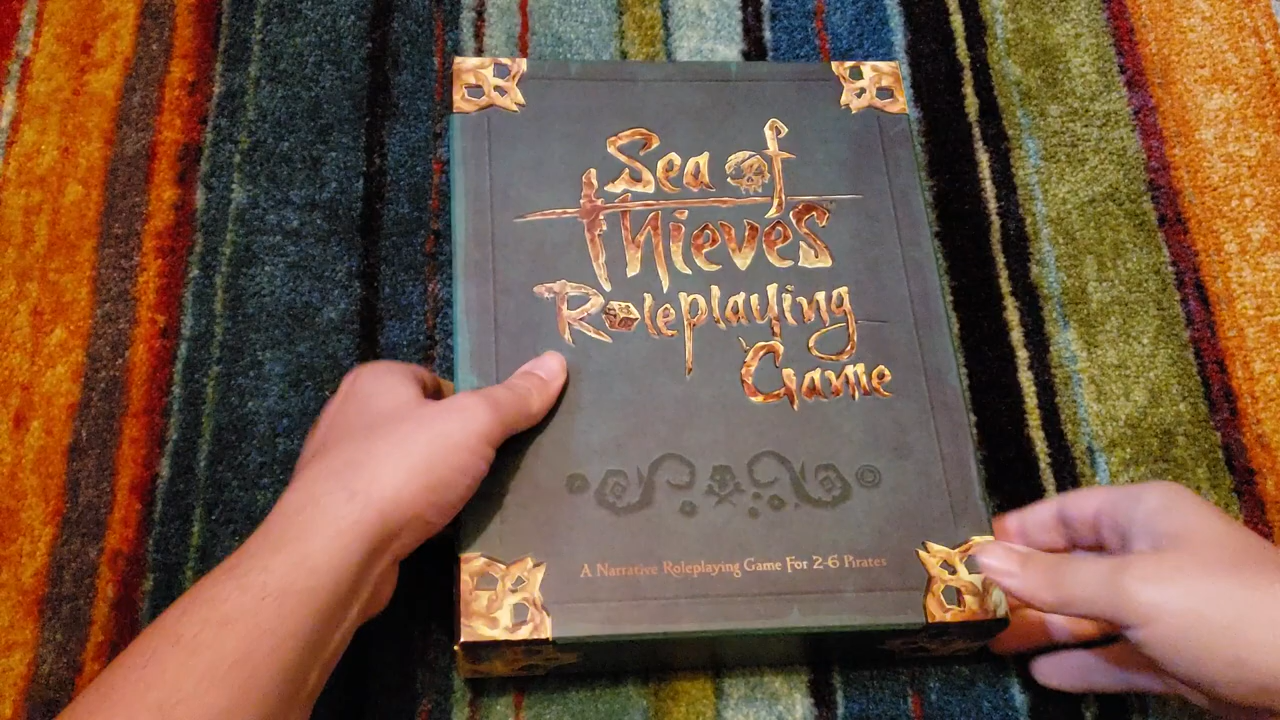 Sea of
Thieves
Roleplaying
Game
A Narrative Roleplaying Game For 2-6 Pirates